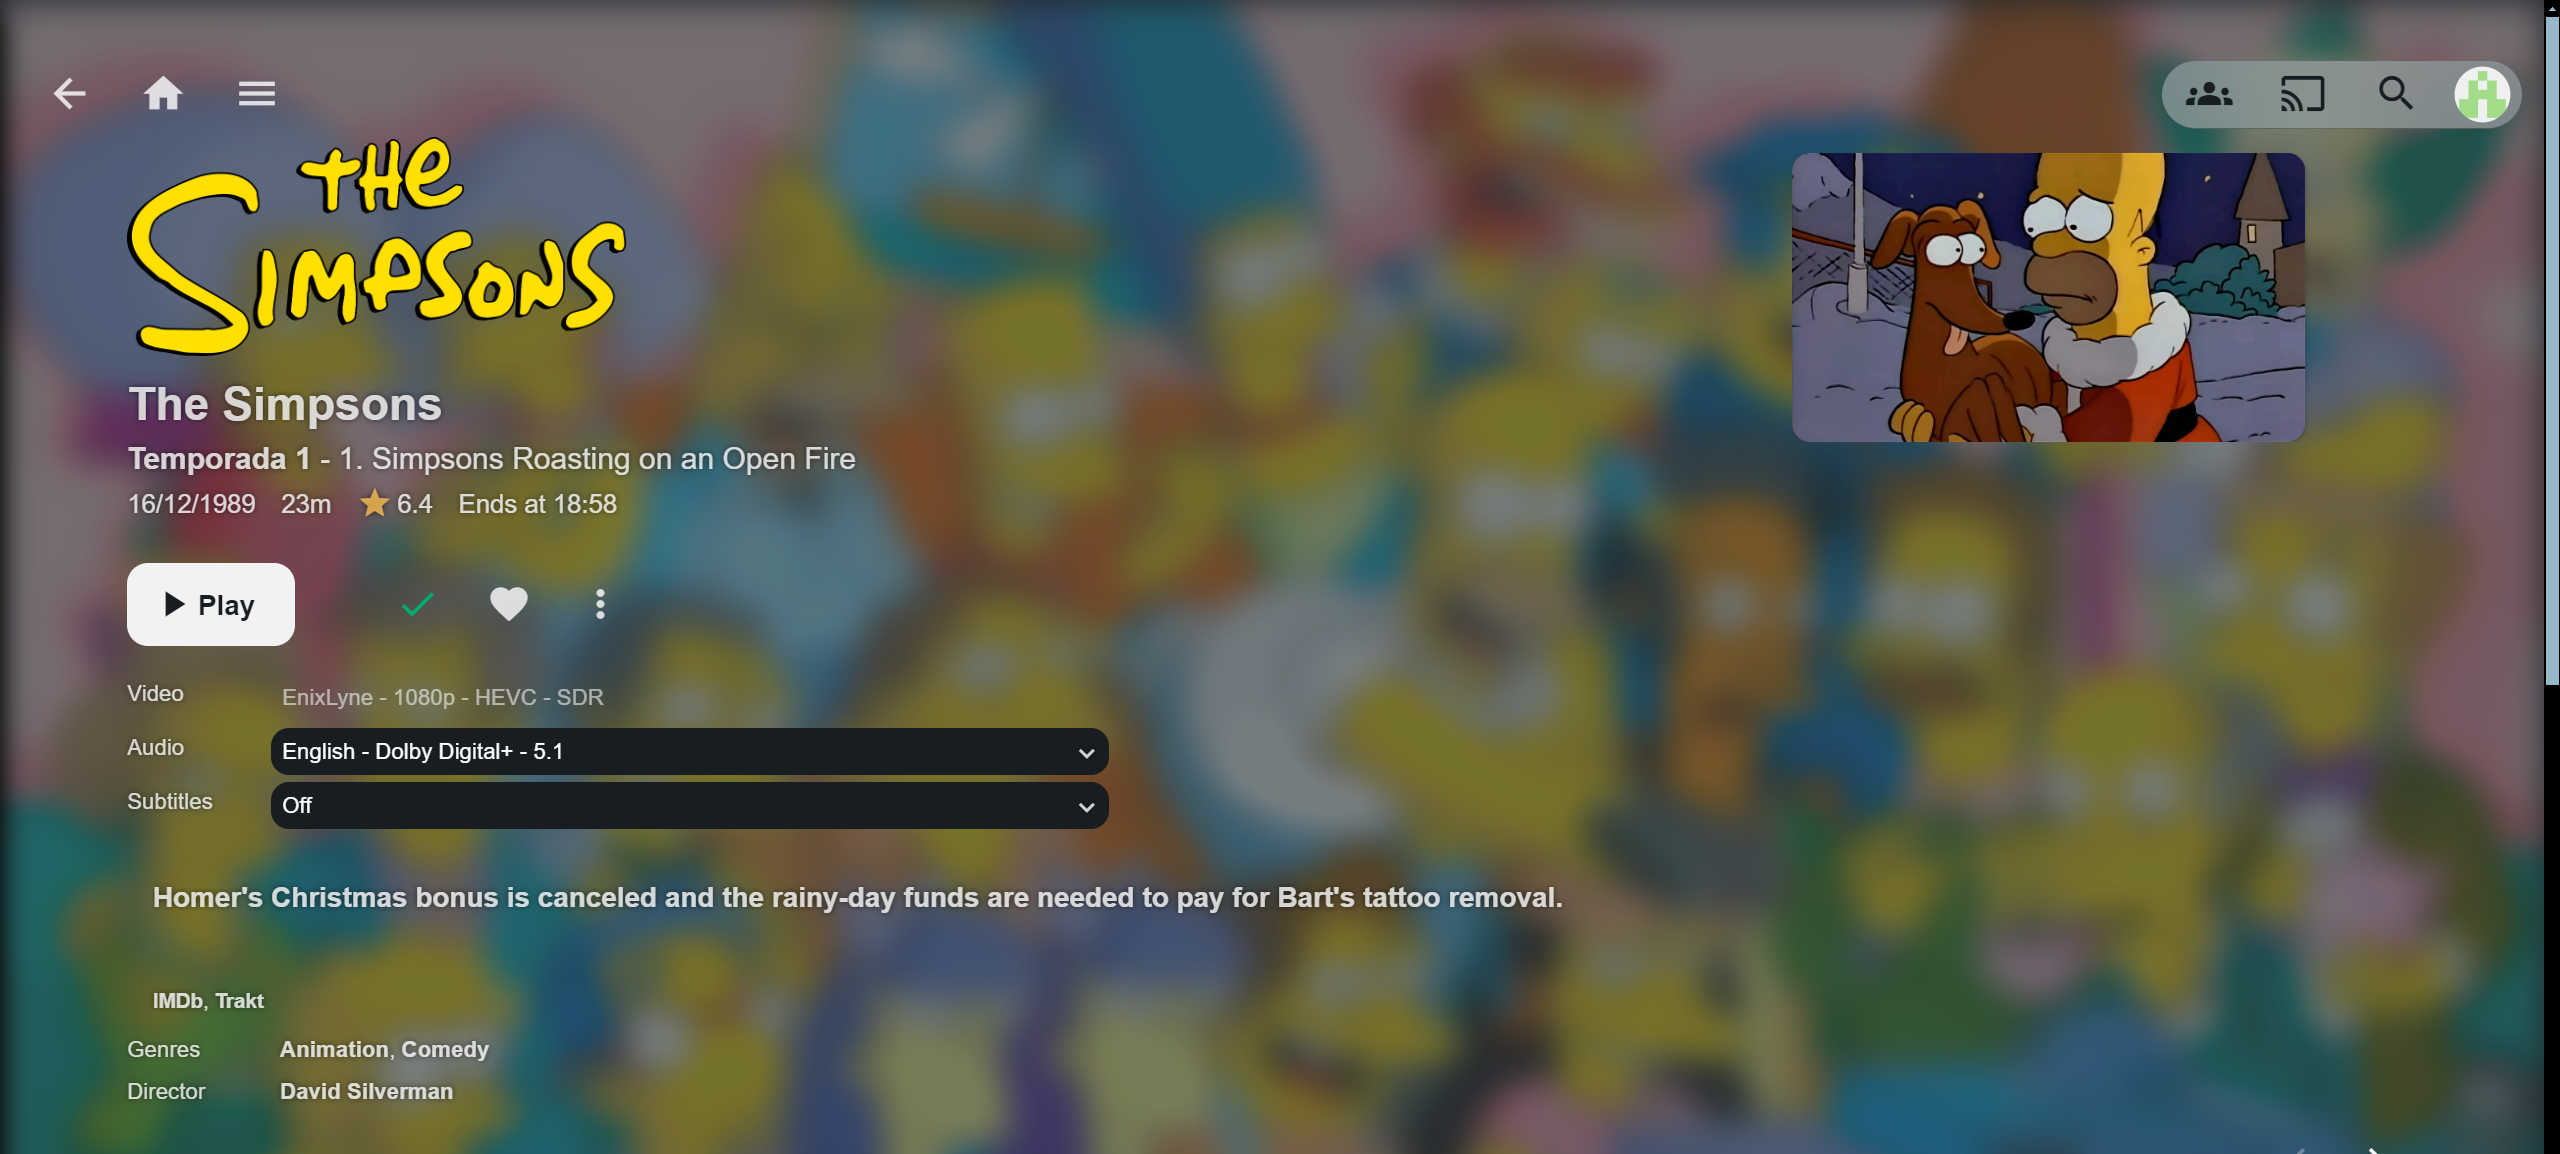 THE
SIMPSONS
The Simpsons
Temporada 1 - 1. Simpsons Roasting on an Open Fire
16/12/1989 23m 6.4 Ends at 18:58
Play
Video EnixLyne - 1080p - HEVC - SDR
Audio English - Dolby Digital+ - 5.1
Subtitles Off
Homer's Christmas bonus is canceled and the rainy-day funds are needed to pay for Bart's tattoo removal.
IMDb, Trakt
Genres Animation, Comedy
Director David Silverman